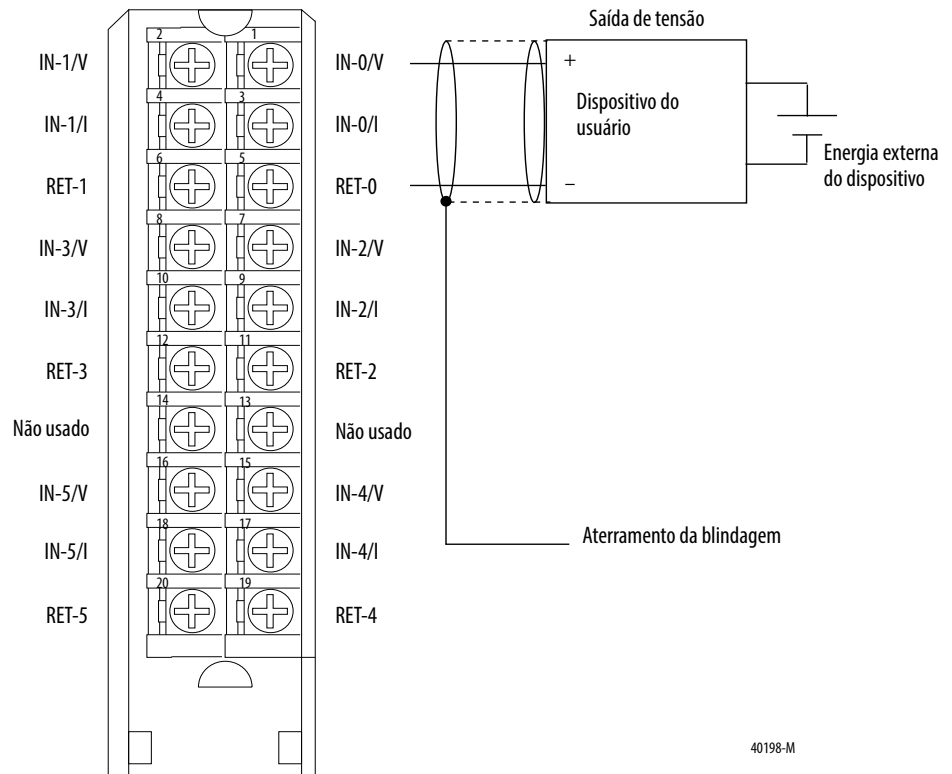 Saída de tensão
2 1
IN-1/V IN-0/V +
4 3
Dispositivo do
usuário
IN-1/I IN-0/I
Energia externa
do dispositivo
6 5
RET-1 RET-0 −
8 7
IN-3/V IN-2/V
10 9
IN-3/I IN-2/I
12 11
RET-3 RET-2
14 13
Não usado Não usado
16 15
IN-5/V IN-4/V
18 17
Aterramento da blindagem
IN-5/I IN-4/I
20 19
RET-5 RET-4
40198-M